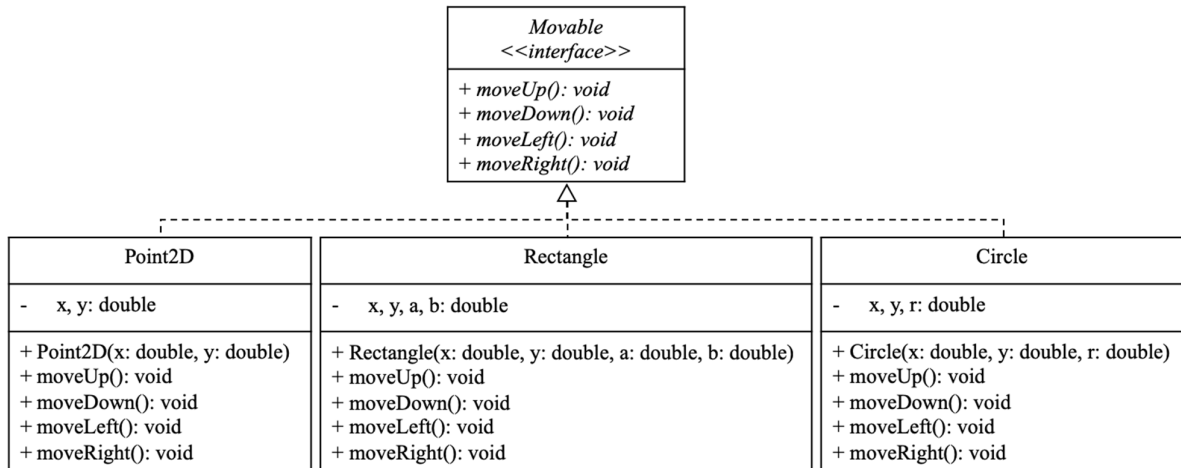 Movable
<<interface>>
+ moveUp(): void
+ moveDown(): void
+ moveLeft(): void
+ moveRight(): void
Point2D
- x, y: double
+ Point2D(x: double, y: double)
+ moveUp(): void
+ moveDown(): void
+ moveLeft(): void
+ moveRight(): void
Rectangle
- x, y, a, b: double
+ Rectangle(x: double, y: double, a: double, b: double)
+ moveUp(): void
+ moveDown(): void
+ moveLeft(): void
+ moveRight(): void
Circle
- x, y, r: double
+ Circle(x: double, y: double, r: double)
+ moveUp(): void
+ moveDown(): void
+ moveLeft(): void
+ moveRight(): void